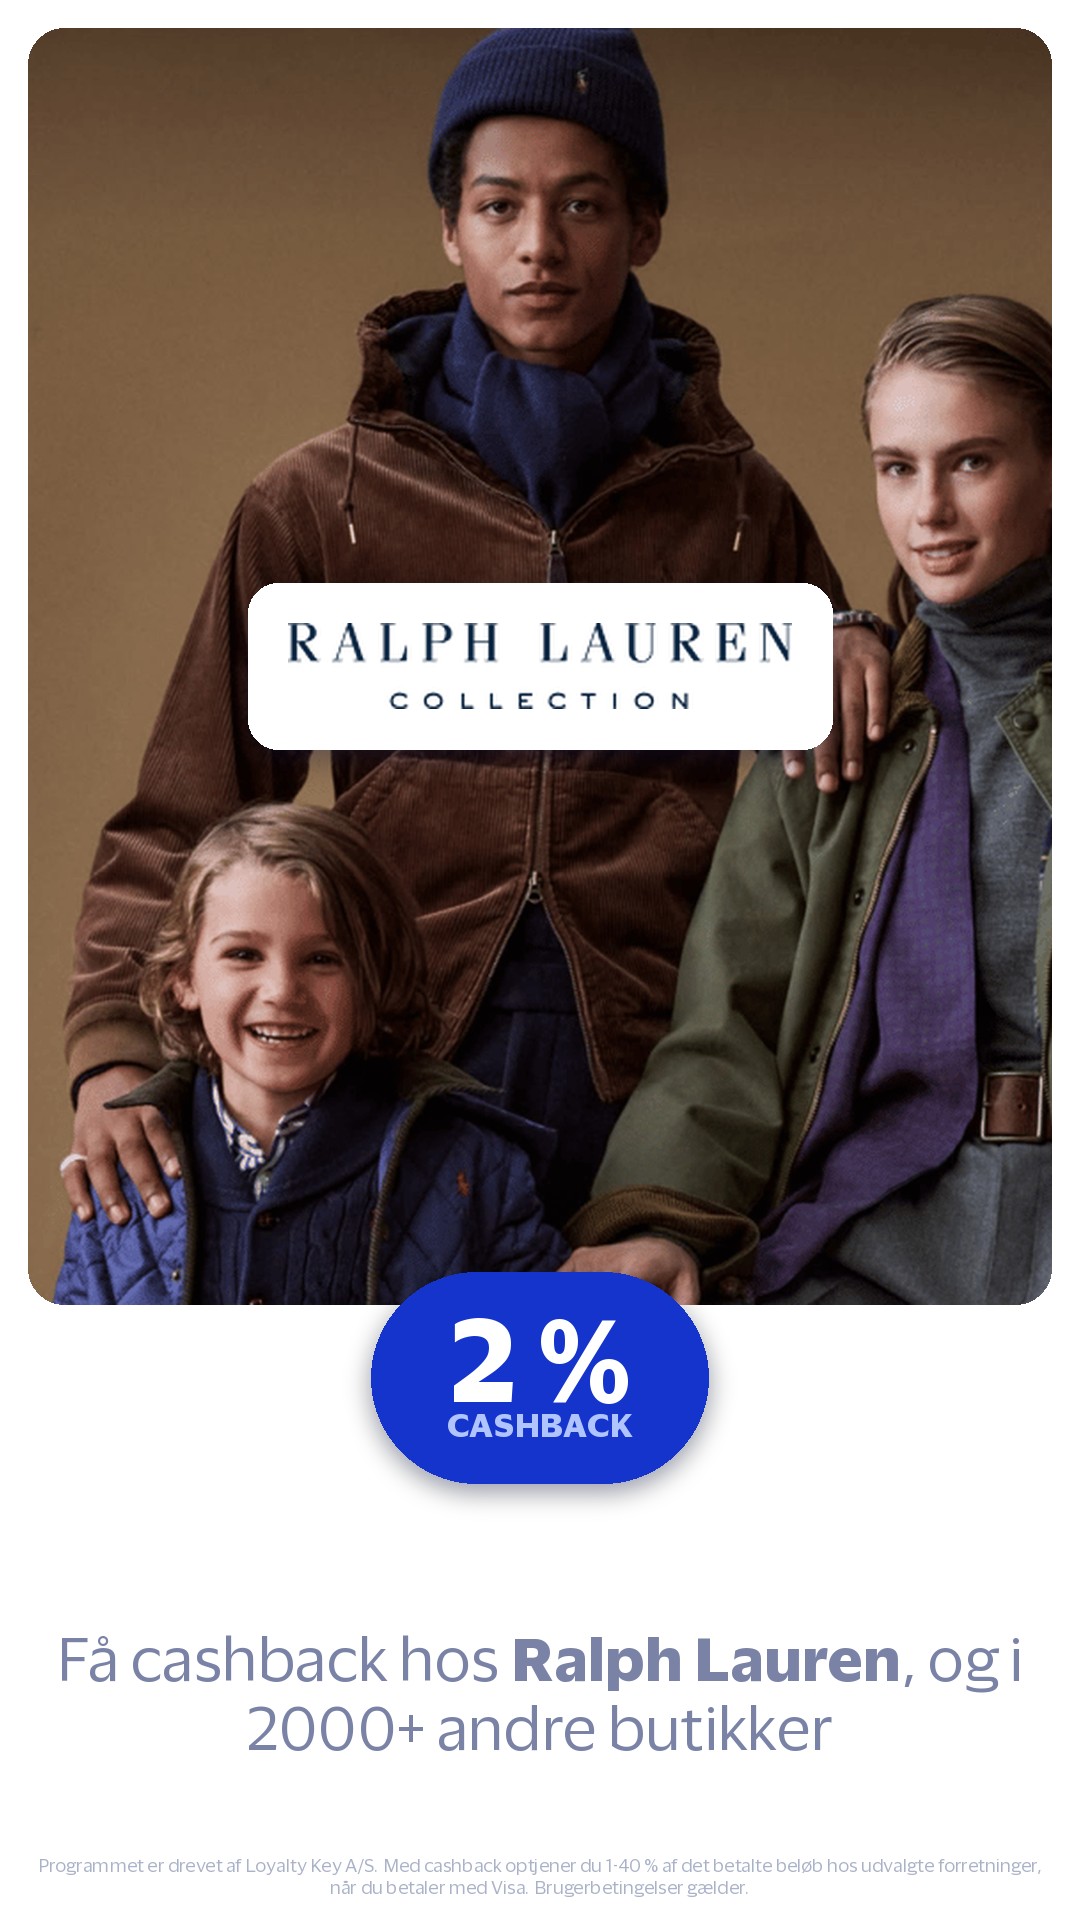 RALPH LAUREN
COLLECTION
2 %
CASHBACK
Få cashback hos Ralph Lauren, og i
2000+ andre butikker
Programmet er drevet af Loyalty Key A/S. Med cashback optjener du 1-40 % af det betalte beløb hos udvalgte forretninger,
når du betaler med Visa. Brugerbetingelser gælder.